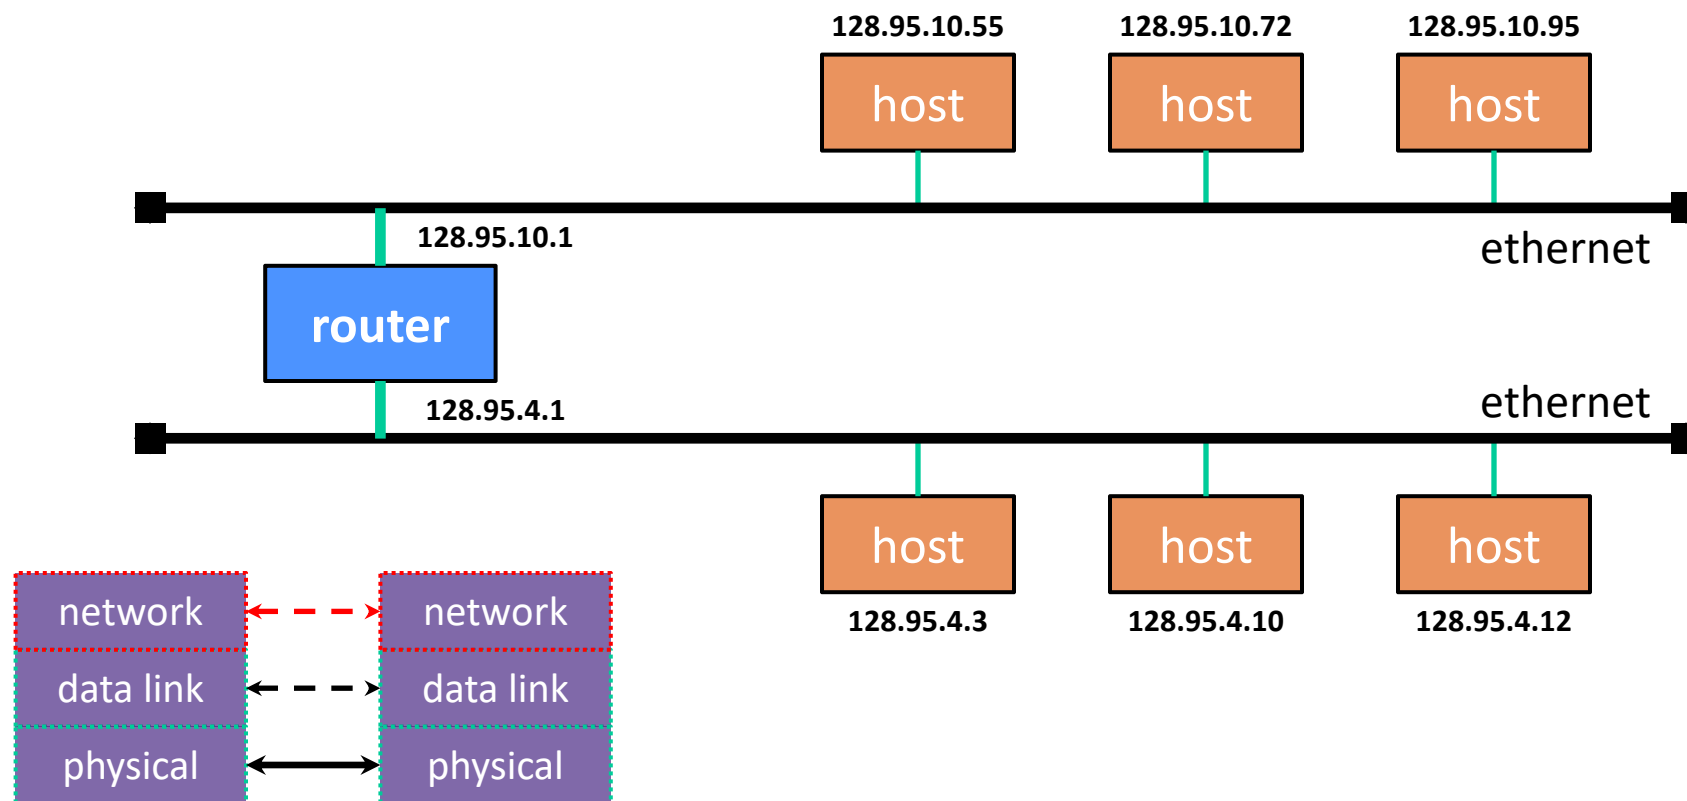 128.95.10.55 128.95.10.72 128.95.10.95
host host host
128.95.10.1
ethernet
router
128.95.4.1
ethernet
host host host
128.95.4.3 128.95.4.10 128.95.4.12
network network
data link data link
physical physical